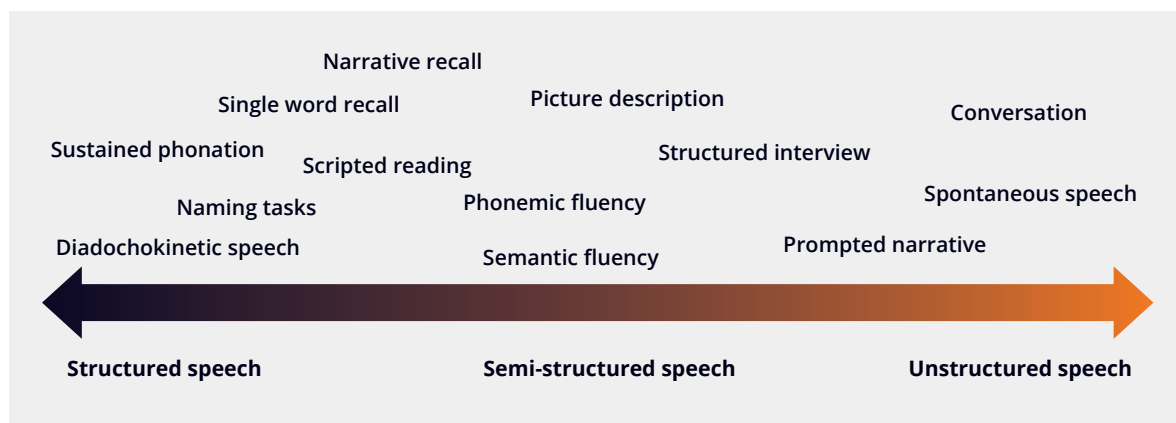 Narrative recall
Single word recall
Picture description
Conversation
Sustained phonation
Scripted reading
Structured interview
Naming tasks
Phonemic fluency
Spontaneous speech
Diadochokinetic speech
Semantic fluency
Prompted narrative
Structured speech
Semi-structured speech
Unstructured speech